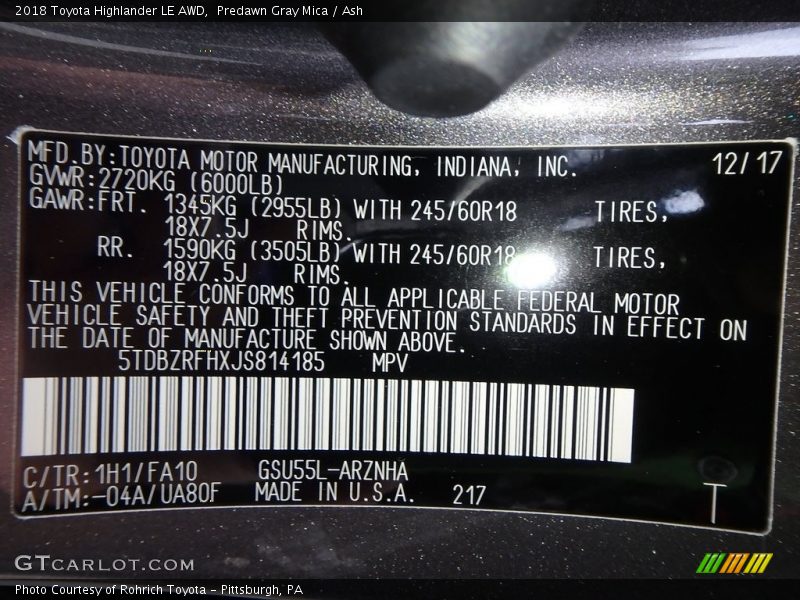 2018 Toyota Highlander LE AWD,  Predawn Gray Mica / Ash
MFD.BY:TOYOTA MOTOR MANUFACTURING, INDIANA, INC. 12/17
GVWR:2720KG (6000LB)
GAWR:FRT. 1345KG (2955LB) WITH 245/60R18 TIRES,
18X7.5J RIMS.
RR. 1590KG (3505LB) WITH 245/60R18 TIRES,
18X7.5J RIMS.
THIS VEHICLE CONFORMS TO ALL APPLICABLE FEDERAL MOTOR
VEHICLE SAFETY AND THEFT PREVENTION STANDARDS IN EFFECT ON
THE DATE OF MANUFACTURE SHOWN ABOVE.
5TDBZRFHXJS814185 MPV
C/TR:1H1/FA10 GSU55L-ARZNHA
A/TM:-04A/UA80F MADE IN U.S.A. 217 T
GTCARLOT.COM
Photo Courtesy of Rohrich Toyota - Pittsburgh, PA